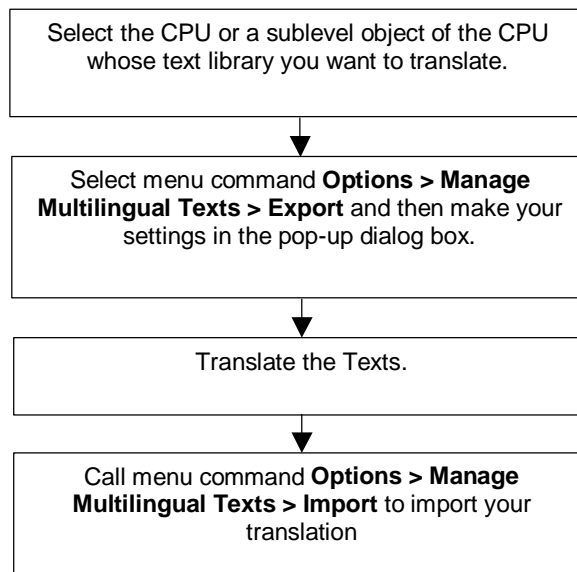 Select the CPU or a sublevel object of the CPU
whose text library you want to translate.
Select menu command Options > Manage
Multilingual Texts > Export and then make your
settings in the pop-up dialog box.
Translate the Texts.
Call menu command Options > Manage
Multilingual Texts > Import to import your
translation